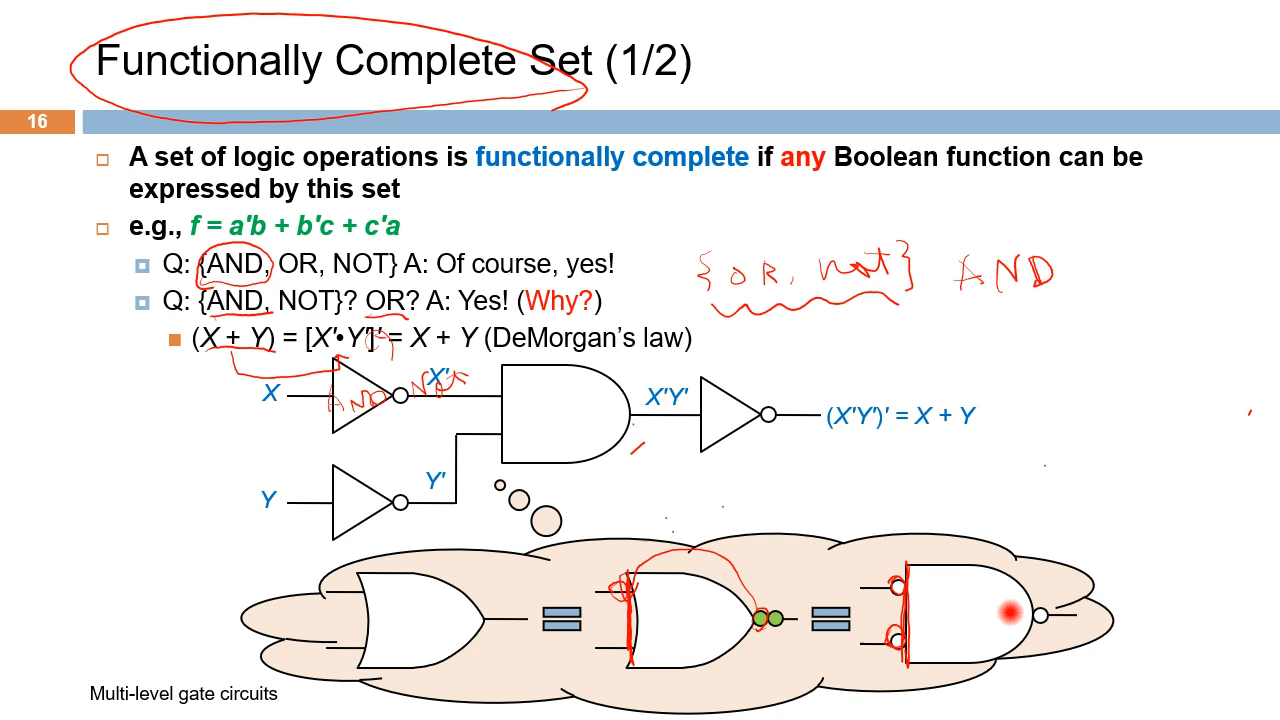 Functionally Complete Set (1/2)
16
A set of logic operations is functionally complete if any Boolean function can be
expressed by this set
e.g., f = a'b + b'c + c'a
Q: {AND, OR, NOT} A: Of course, yes!
{OR, not} AND
Q: {AND, NOT}? OR? A: Yes! (Why?)
(X + Y) = [X'•Y']' = X + Y (DeMorgan's law)
X
X'
AND Not
X'Y'
(X'Y')' = X + Y
Y
Y'
Multi-level gate circuits